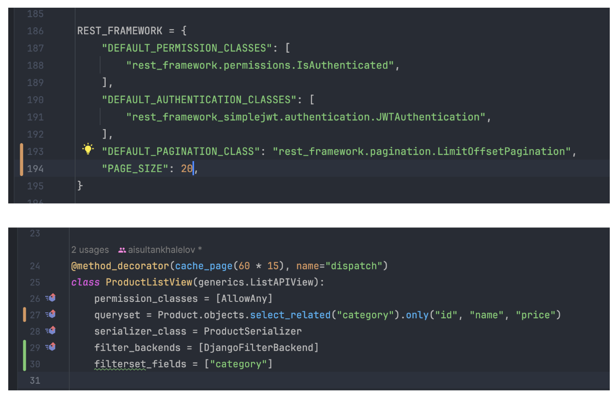 185
186 REST_FRAMEWORK = {
187 "DEFAULT_PERMISSION_CLASSES": [
188 "rest_framework.permissions.IsAuthenticated",
189 ],
190 "DEFAULT_AUTHENTICATION_CLASSES": [
191 "rest_framework_simplejwt.authentication.JWTAuthentication",
192 ],
193 "DEFAULT_PAGINATION_CLASS": "rest_framework.pagination.LimitOffsetPagination",
194 "PAGE_SIZE": 20,
195 }
196
23
2 usages aisultankhalelov *
24 @method_decorator(cache_page(60 * 15), name="dispatch")
25 class ProductListView(generics.ListAPIView):
26 permission_classes = [AllowAny]
27 queryset = Product.objects.select_related("category").only("id", "name", "price")
28 serializer_class = ProductSerializer
29 filter_backends = [DjangoFilterBackend]
30 filterset_fields = ["category"]
31